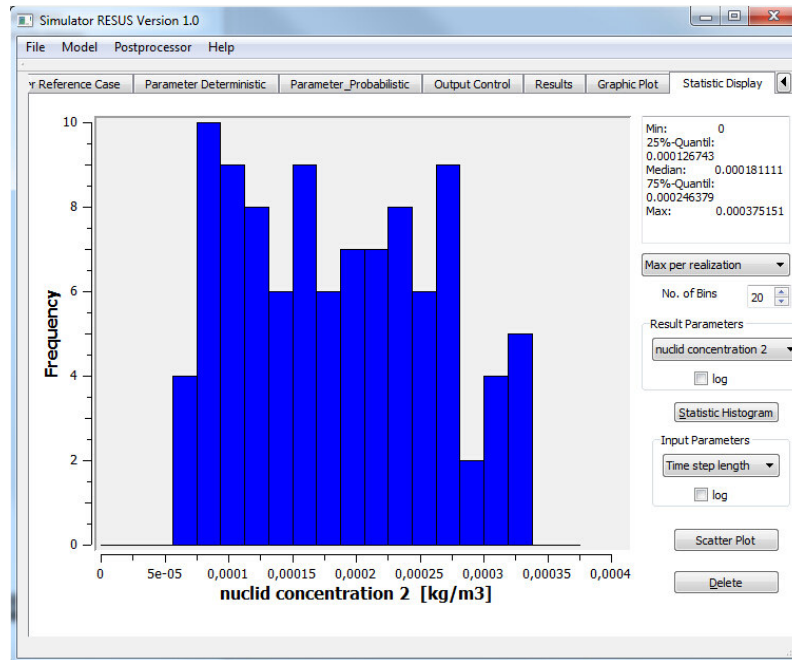 Simulator RESUS Version 1.0
File Model Postprocessor Help
r Reference Case Parameter Deterministic Parameter_Probabilistic Output Control Results Graphic Plot Statistic Display
Min: 0
25%-Quantil:
0.000126743
Median: 0.000181111
75%-Quantil:
0.000246379
Max: 0.000375151
Max per realization
No. of Bins 20
Result Parameters
nuclid concentration 2
log
Statistic Histogram
Input Parameters
Time step length
log
Scatter Plot
Delete
Frequency
10
8
6
4
2
0
0 5e-05 0,0001 0,00015 0,0002 0,00025 0,0003 0,00035 0,0004
nuclid concentration 2 [kg/m3]